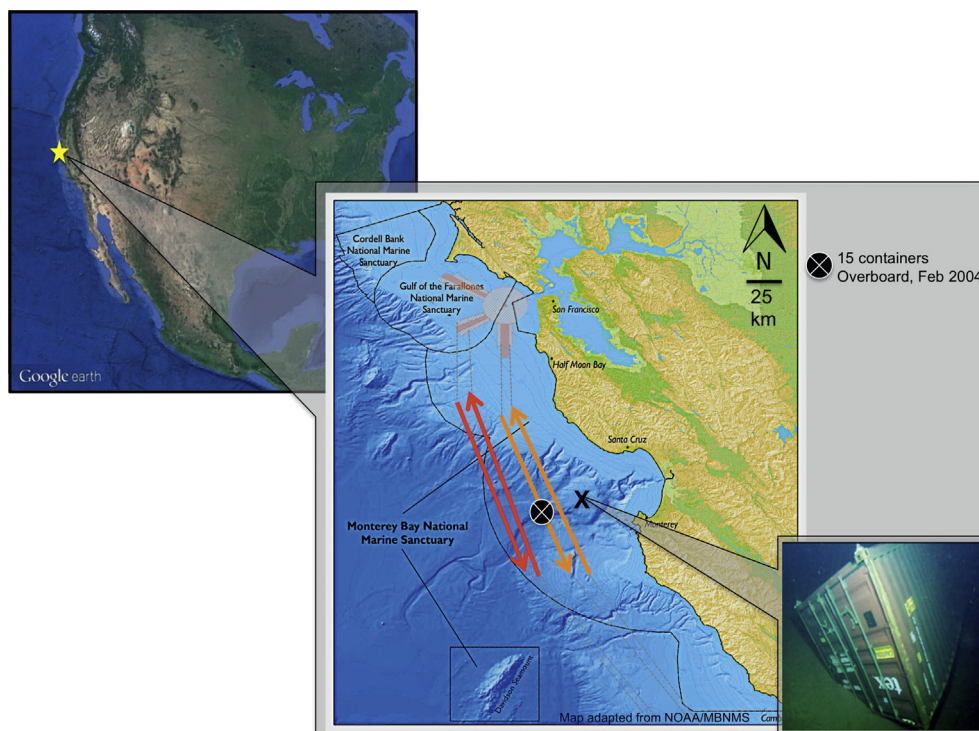 Google earth
Cordell Bank
National Marine
Sanctuary
Gulf of the Farallones
National Marine
Sanctuary
San Francisco
Half Moon Bay
Santa Cruz
Monterey
X
Monterey Bay National
Marine Sanctuary
Davidson Seamount
Map adapted from NOAA/MBNMS
N
25
km
15 containers
Overboard, Feb 2004
tex